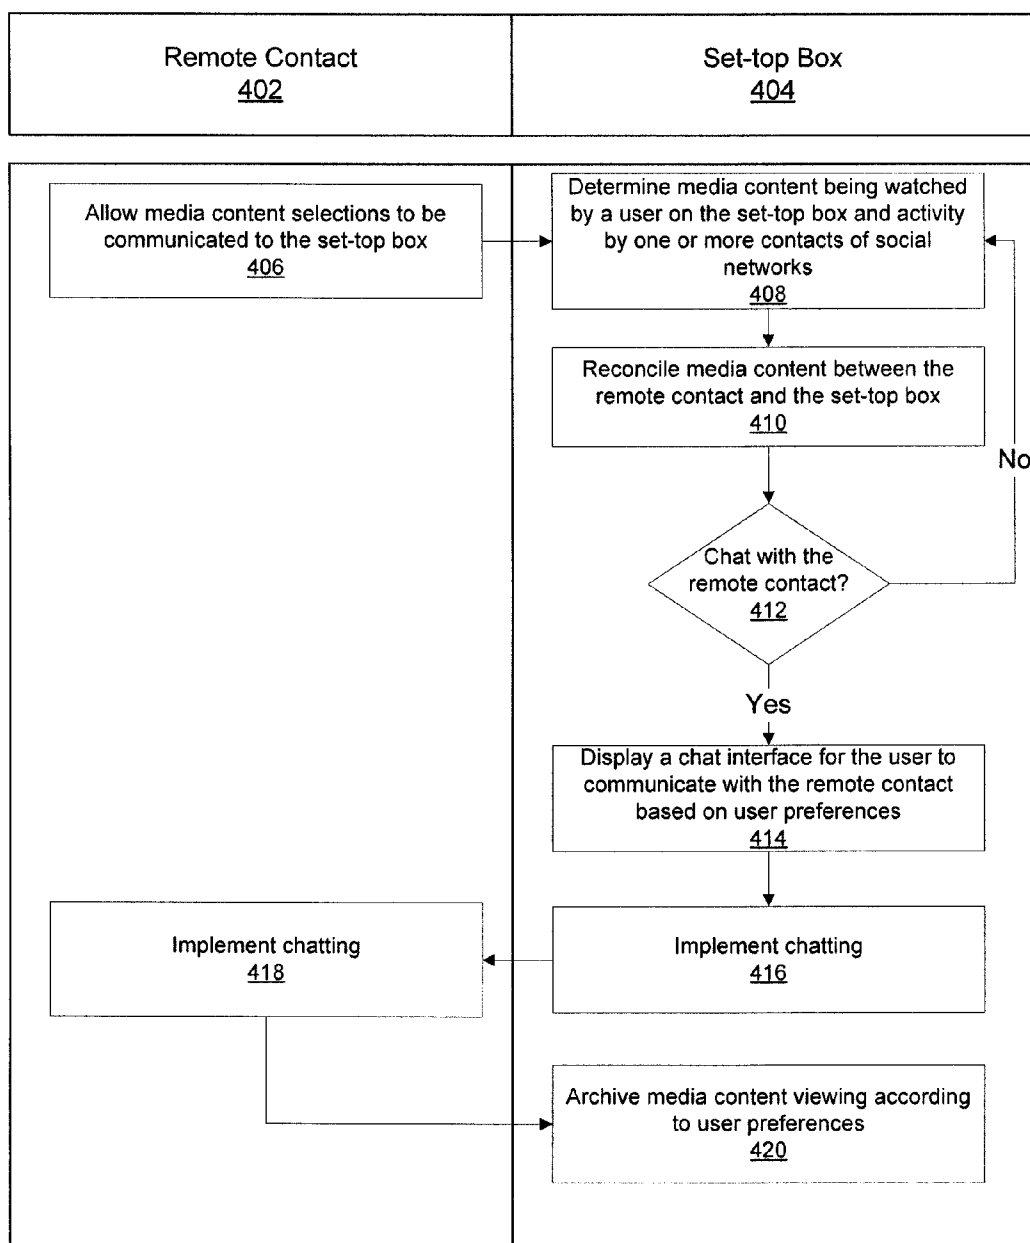 Remote Contact
402
Set-top Box
404
Allow media content selections to be
communicated to the set-top box
406
Determine media content being watched
by a user on the set-top box and activity
by one or more contacts of social
networks
408
Reconcile media content between the
remote contact and the set-top box
410
No
Chat with the
remote contact?
412
Yes
Display a chat interface for the user to
communicate with the remote contact
based on user preferences
414
Implement chatting
418
Implement chatting
416
Archive media content viewing according
to user preferences
420